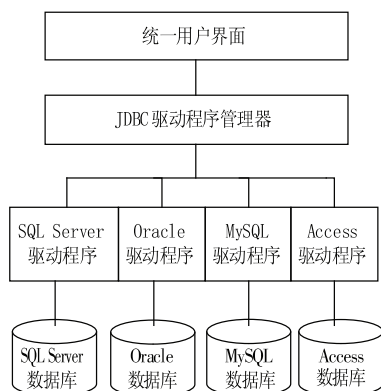 统一用户界面
JDBC驱动程序管理器
SQL Server
驱动程序
Oracle
驱动程序
MySQL
驱动程序
Access
驱动程序
SQL Server
数据库
Oracle
数据库
MySQL
数据库
Access
数据库